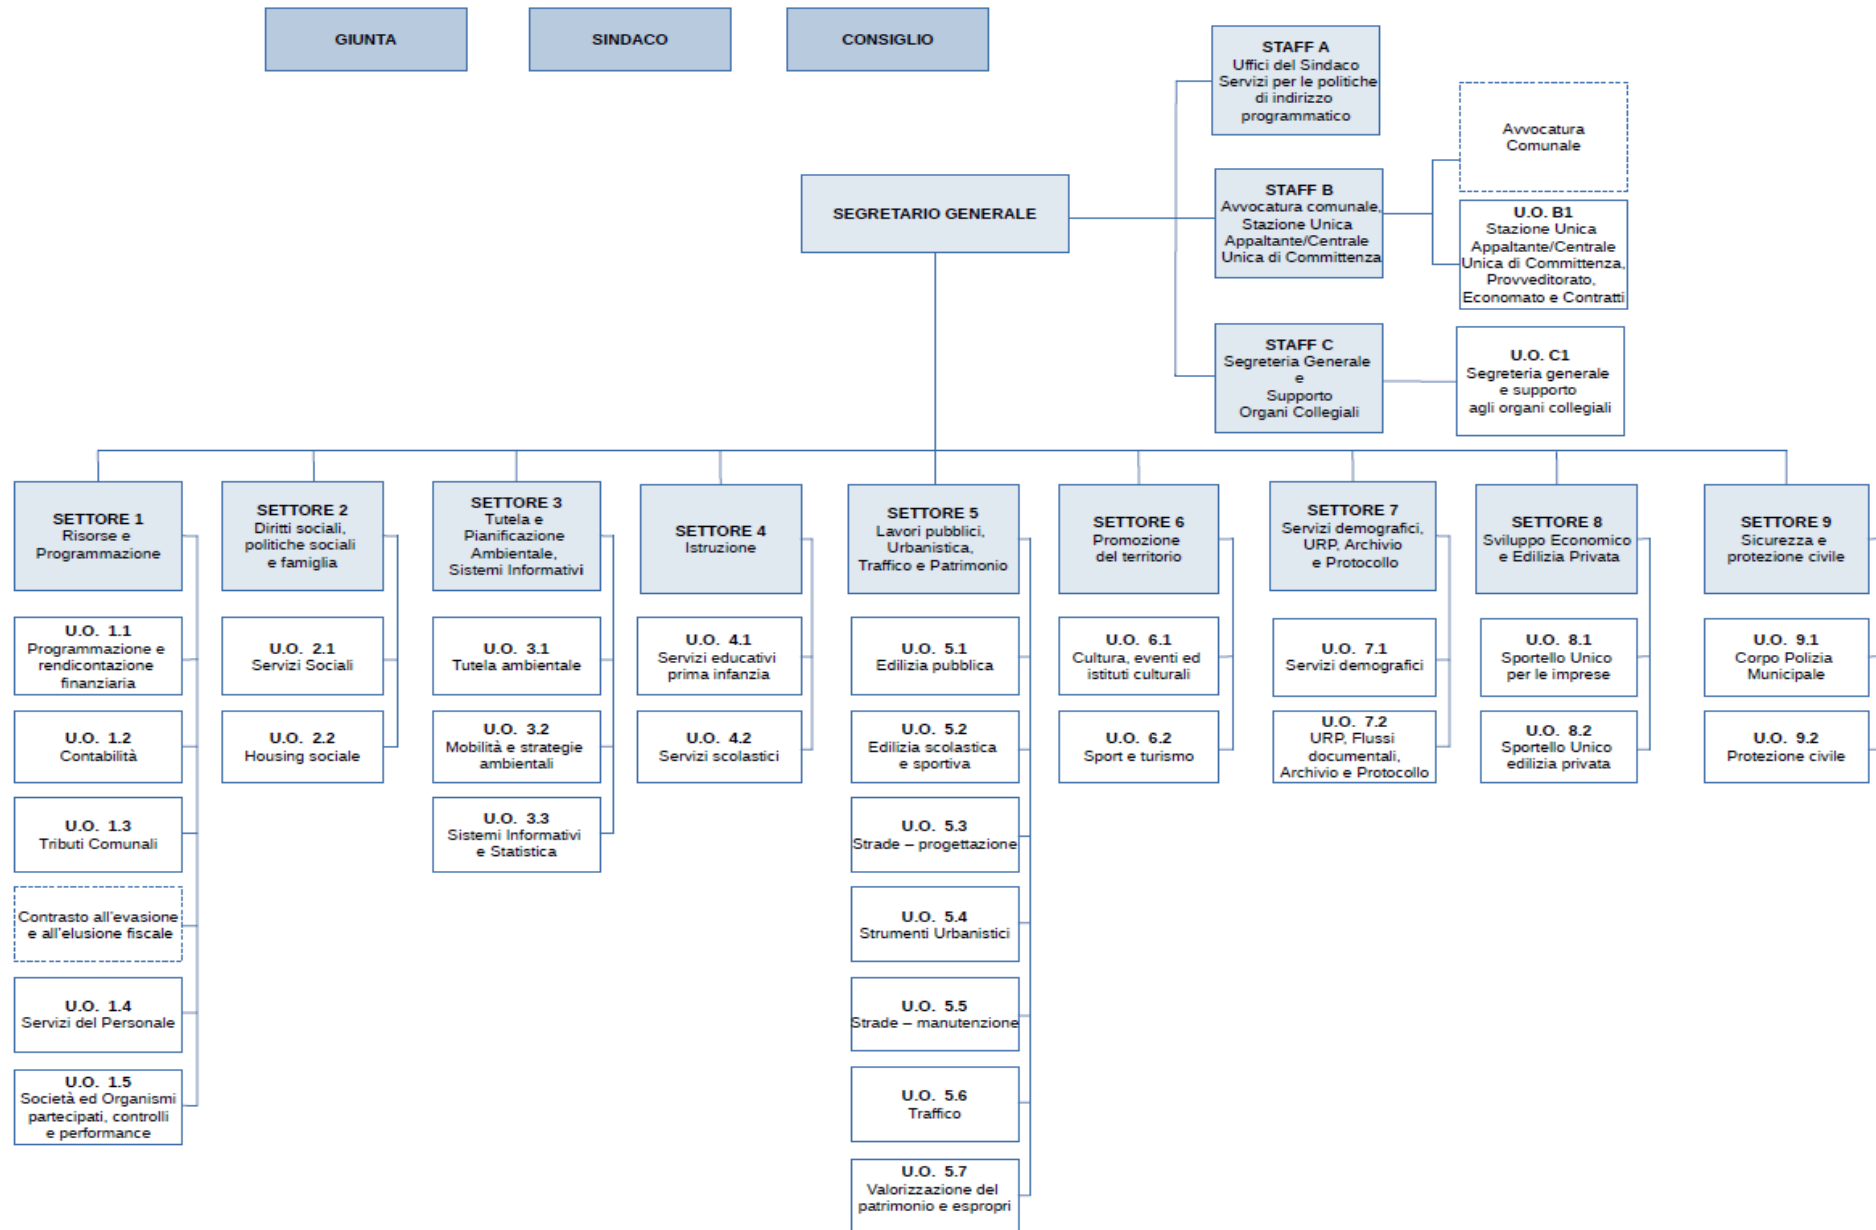 GIUNTA
SINDACO
CONSIGLIO
STAFF A
Uffici del Sindaco
Servizi per le politiche
di indirizzo
programmatico
Avvocatura
Comunale
SEGRETARIO GENERALE
STAFF B
Avvocatura comunale,
Stazione Unica
Appaltante/Centrale
Unica di Committenza
U.O. B1
Stazione Unica
Appaltante/Centrale
Unica di Committenza,
Provveditorato,
Economato e Contratti
STAFF C
Segreteria Generale
e
Supporto
Organi Collegiali
U.O. C1
Segreteria generale
e supporto
agli organi collegiali
SETTORE 1
Risorse e
Programmazione
SETTORE 2
Diritti sociali,
politiche sociali
e famiglia
SETTORE 3
Tutela e
Pianificazione
Ambientale,
Sistemi Informativi
SETTORE 4
Istruzione
SETTORE 5
Lavori pubblici,
Urbanistica,
Traffico e Patrimonio
SETTORE 6
Promozione
del territorio
SETTORE 7
Servizi demografici,
URP, Archivio
e Protocollo
SETTORE 8
Sviluppo Economico
e Edilizia Privata
SETTORE 9
Sicurezza e
protezione civile
U.O. 1.1
Programmazione e
rendicontazione
finanziaria
U.O. 2.1
Servizi Sociali
U.O. 3.1
Tutela ambientale
U.O. 4.1
Servizi educativi
prima infanzia
U.O. 5.1
Edilizia pubblica
U.O. 6.1
Cultura, eventi ed
istituti culturali
U.O. 7.1
Servizi demografici
U.O. 8.1
Sportello Unico
per le imprese
U.O. 9.1
Corpo Polizia
Municipale
U.O. 1.2
Contabilità
U.O. 2.2
Housing sociale
U.O. 3.2
Mobilità e strategie
ambientali
U.O. 4.2
Servizi scolastici
U.O. 5.2
Edilizia scolastica
e sportiva
U.O. 6.2
Sport e turismo
U.O. 7.2
URP, Flussi
documentali,
Archivio e Protocollo
U.O. 8.2
Sportello Unico
edilizia privata
U.O. 9.2
Protezione civile
U.O. 1.3
Tributi Comunali
U.O. 3.3
Sistemi Informativi
e Statistica
U.O. 5.3
Strade – progettazione
Contrasto all'evasione
e all'elusione fiscale
U.O. 5.4
Strumenti Urbanistici
U.O. 1.4
Servizi del Personale
U.O. 5.5
Strade – manutenzione
U.O. 1.5
Società ed Organismi
partecipati, controlli
e performance
U.O. 5.6
Traffico
U.O. 5.7
Valorizzazione del
patrimonio e espropri